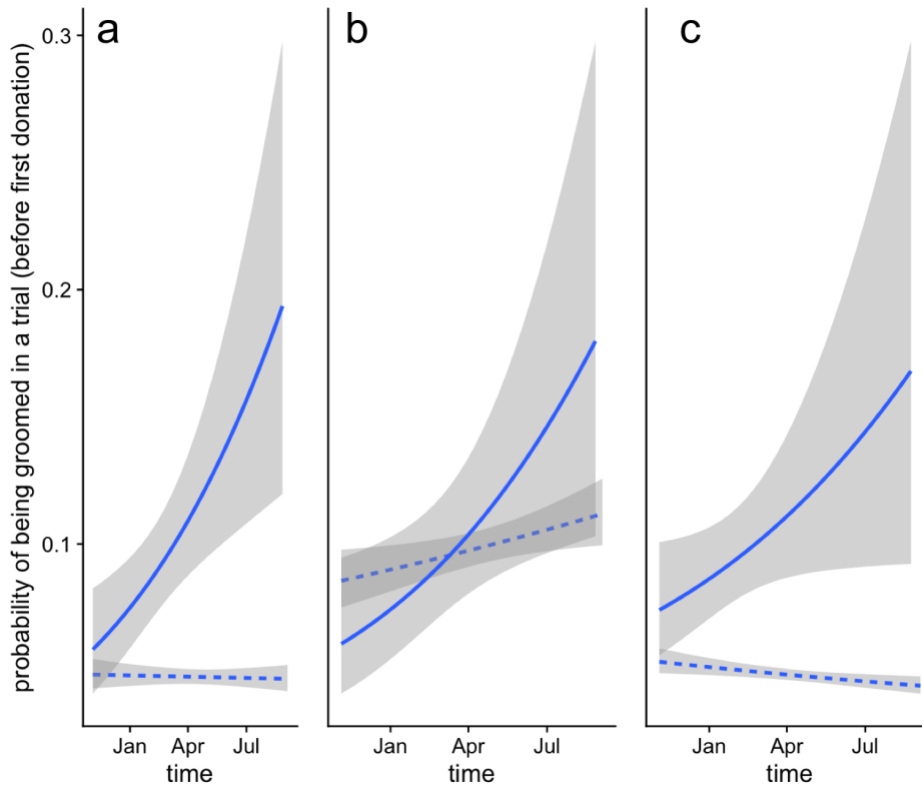 a
b
c
probability of being groomed in a trial (before first donation)
0.3
0.2
0.1
Jan Apr Jul
time
Jan Apr Jul
time
Jan Apr Jul
time